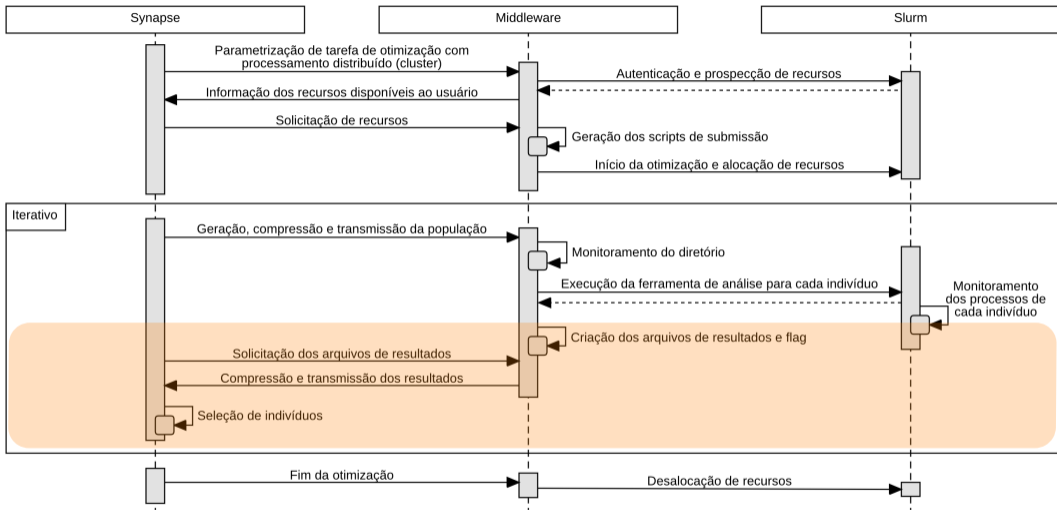 Synapse
Middleware
Slurm
Parametrização de tarefa de otimização com
processamento distribuído (cluster)
Autenticação e prospecção de recursos
Informação dos recursos disponíveis ao usuário
Solicitação de recursos
Geração dos scripts de submissão
Início da otimização e alocação de recursos
Iterativo
Geração, compressão e transmissão da população
Monitoramento do diretório
Execução da ferramenta de análise para cada indivíduo
Monitoramento
dos processos de
cada indivíduo
Criação dos arquivos de resultados e flag
Solicitação dos arquivos de resultados
Compressão e transmissão dos resultados
Seleção de indivíduos
Fim da otimização
Desalocação de recursos